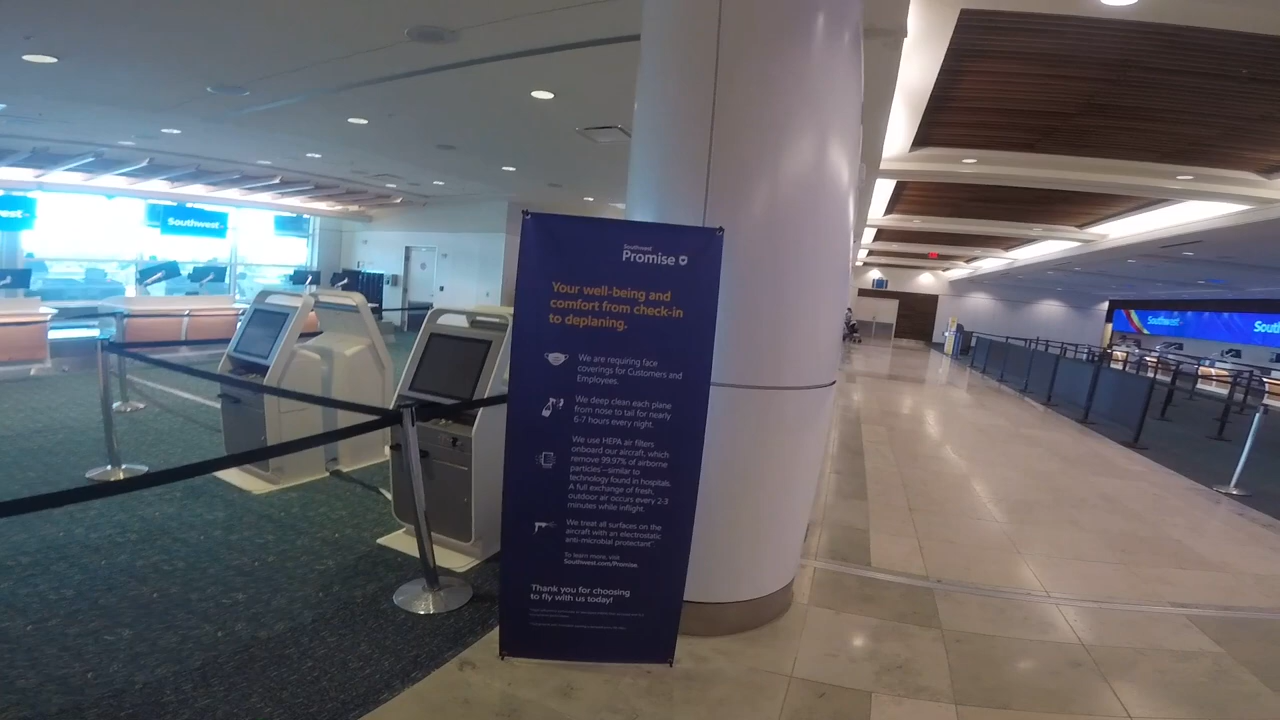 Southwest
Southwest
Promise
Your well-being and
comfort from check-in
to deplaning.
We are requiring face
coverings for Customers and
Employees.
We deep clean each plane
from nose to tail for nearly
6-7 hours every night.
We use HEPA air filters
onboard our aircraft, which
remove 99.97% of airborne
particles*—similar to
technology found in hospitals.
A full exchange of fresh,
outdoor air occurs every 2-3
minutes while inflight.
We treat all surfaces on the
aircraft with an electrostatic
anti-microbial protectant**.
To learn more, visit
Southwest.com/Promise.
Thank you for choosing
to fly with us today!
Southwest
Sout